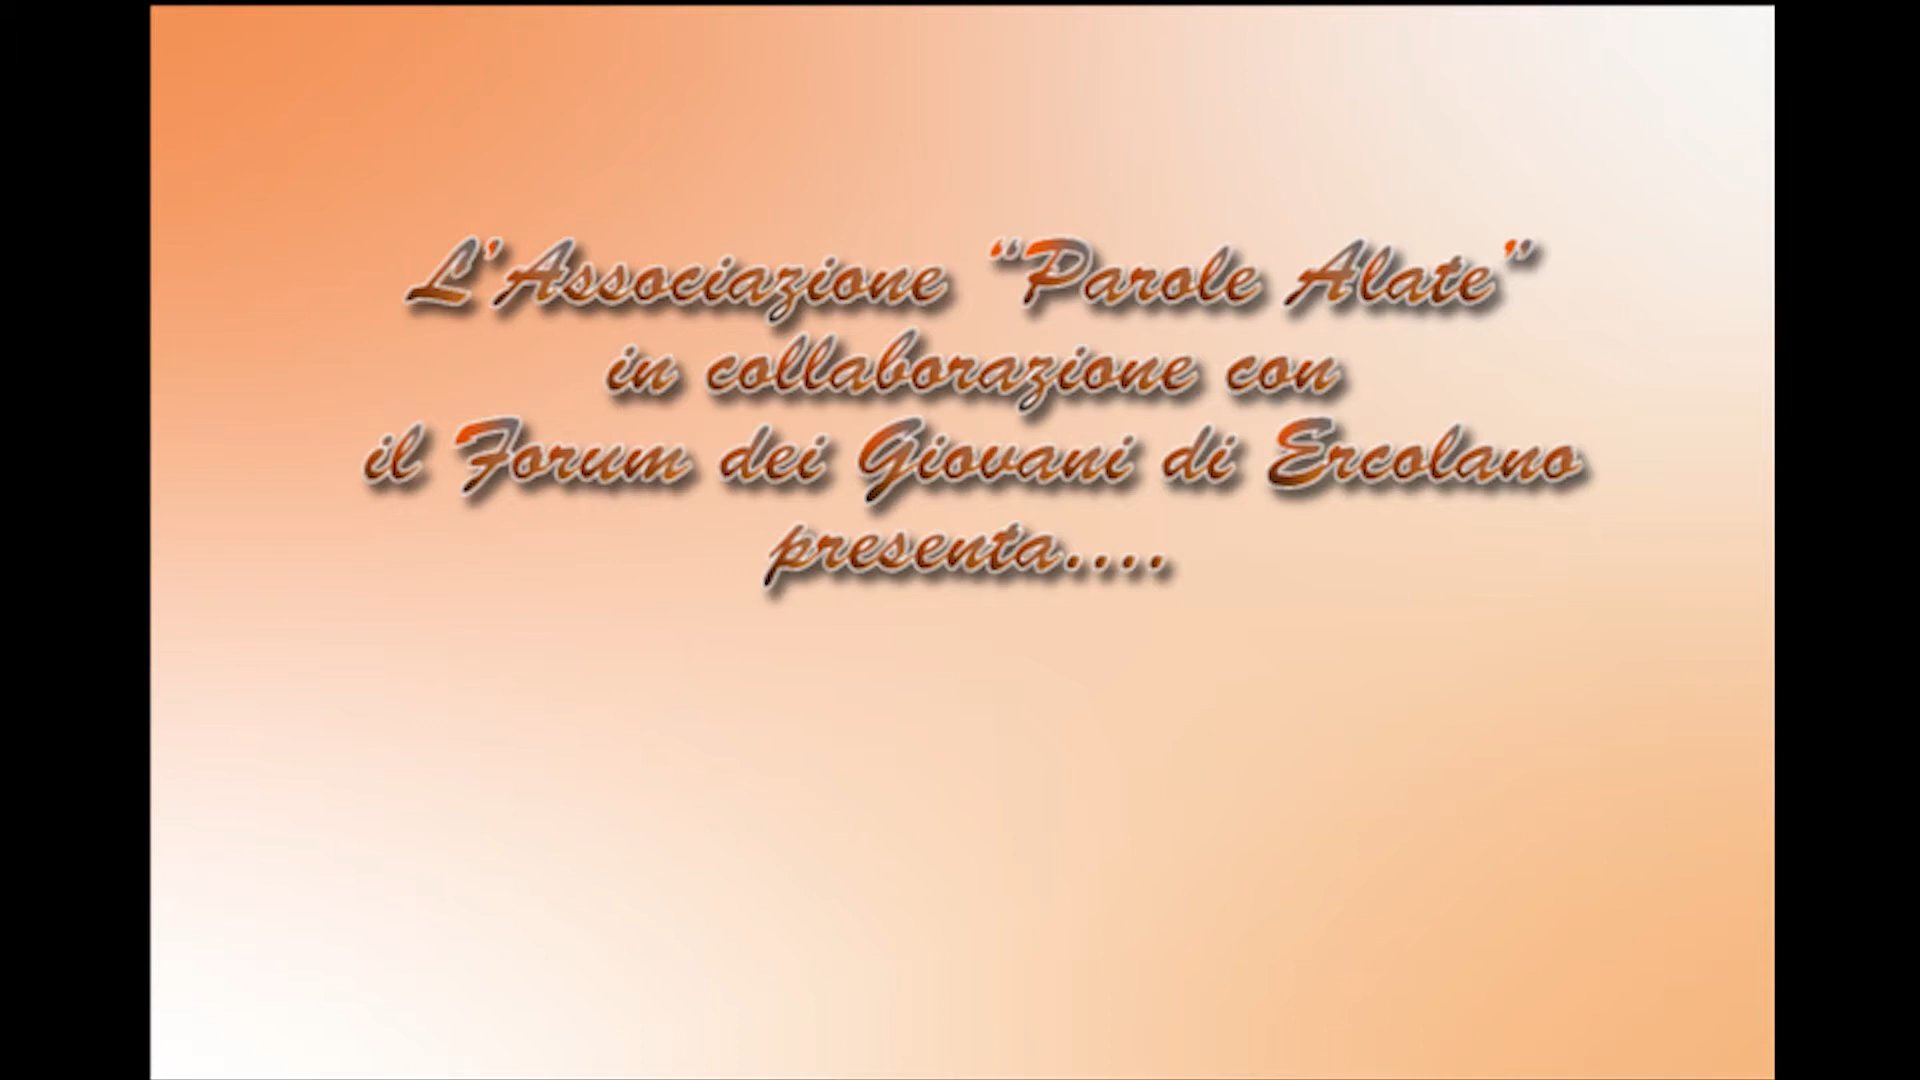 L'Associazione “Parole Alate”
in collaborazione con
il Forum dei Giovani di Ercolano
presenta....